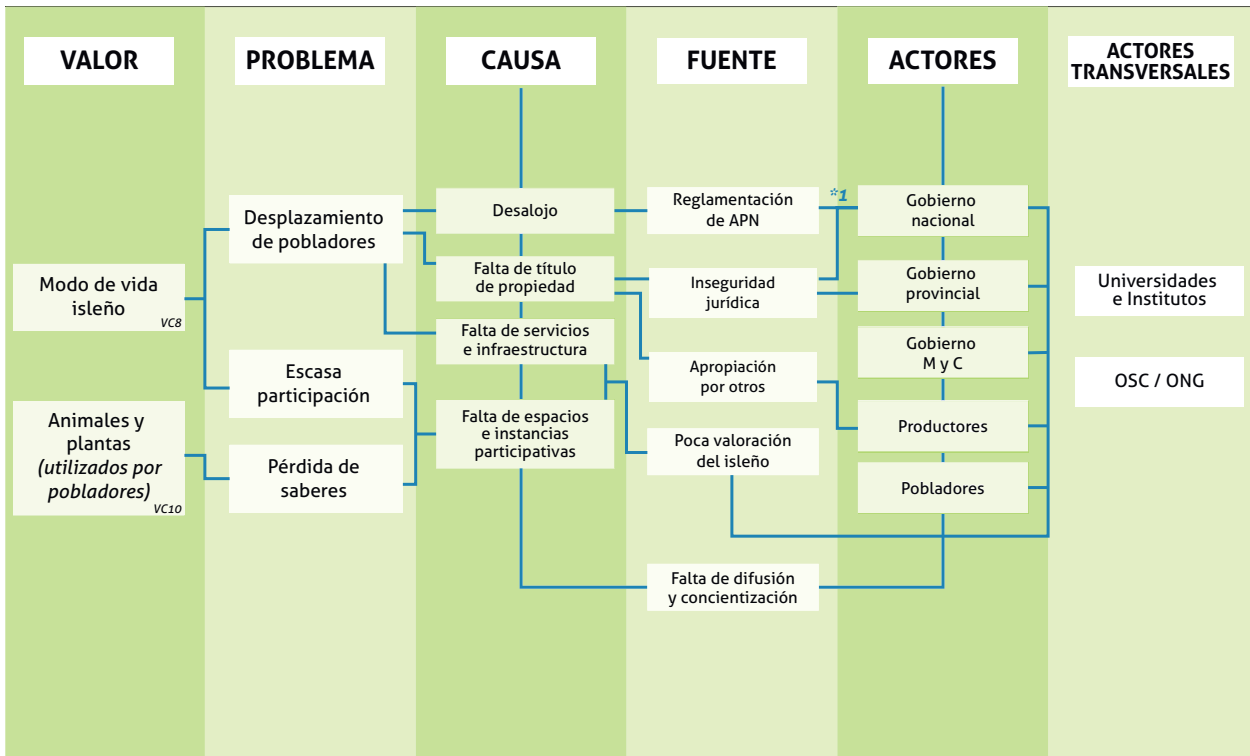 VALOR
PROBLEMA
CAUSA
FUENTE
ACTORES
ACTORES
TRANSVERSALES
Modo de vida
isleño
VC8
Animales y
plantas
(utilizados por
pobladores)
VC10
Desplazamiento
de pobladores
Escasa
participación
Pérdida de
saberes
Desalojo
Falta de título
de propiedad
Falta de servicios
e infraestructura
Falta de espacios
e instancias
participativas
Reglamentación
de APN
*1
Inseguridad
jurídica
Apropiación
por otros
Poca valoración
del isleño
Falta de difusión
y concientización
Gobierno
nacional
Gobierno
provincial
Gobierno
M y C
Productores
Pobladores
Universidades
e Institutos
OSC / ONG